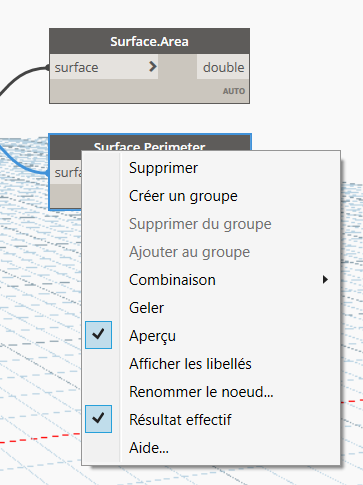 Surface.Area
surface > double
AUTO
Surface.Perimeter
Supprimer
Créer un groupe
Supprimer du groupe
Ajouter au groupe
Combinaison
Geler
Aperçu
Afficher les libellés
Renommer le noeud...
Résultat effectif
Aide...